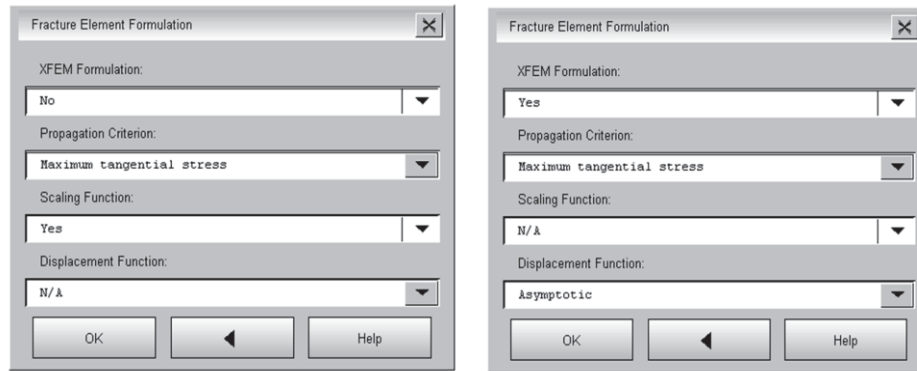 Fracture Element Formulation
XFEM Formulation:
No
Propagation Criterion:
Maximum tangential stress
Scaling Function:
Yes
Displacement Function:
N/A
OK
Help
Fracture Element Formulation
XFEM Formulation:
Yes
Propagation Criterion:
Maximum tangential stress
Scaling Function:
N/A
Displacement Function:
Asymptotic
OK
Help